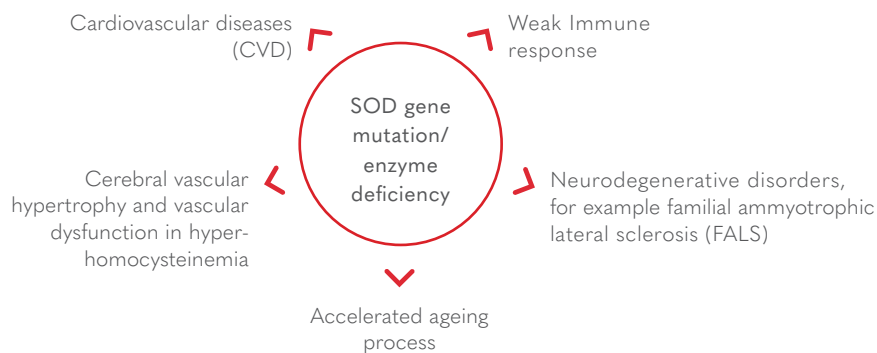 Cardiovascular diseases
(CVD)
Weak Immune
response
SOD gene
mutation/
enzyme
deficiency
Cerebral vascular
hypertrophy and vascular
dysfunction in hyper-
homocysteinemia
Neurodegenerative disorders,
for example familial ammyotrophic
lateral sclerosis (FALS)
Accelerated ageing
process